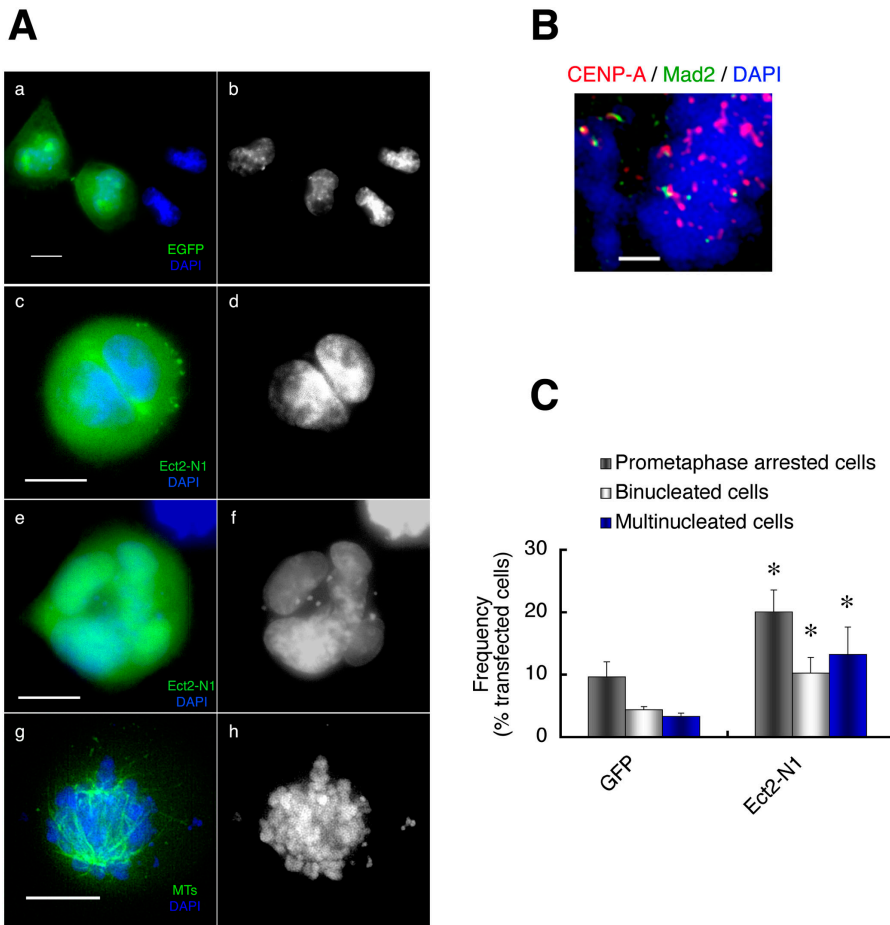 A
a
b
EGFP
DAPI
c
d
Ect2-N1
DAPI
e
f
Ect2-N1
DAPI
g
h
MTs
DAPI
B
CENP-A / Mad2 / DAPI
C
Prometaphase arrested cells
Binucleated cells
Multinucleated cells
Frequency
(% transfected cells)
30
20
10
0
*
*
*
GFP
Ect2-N1